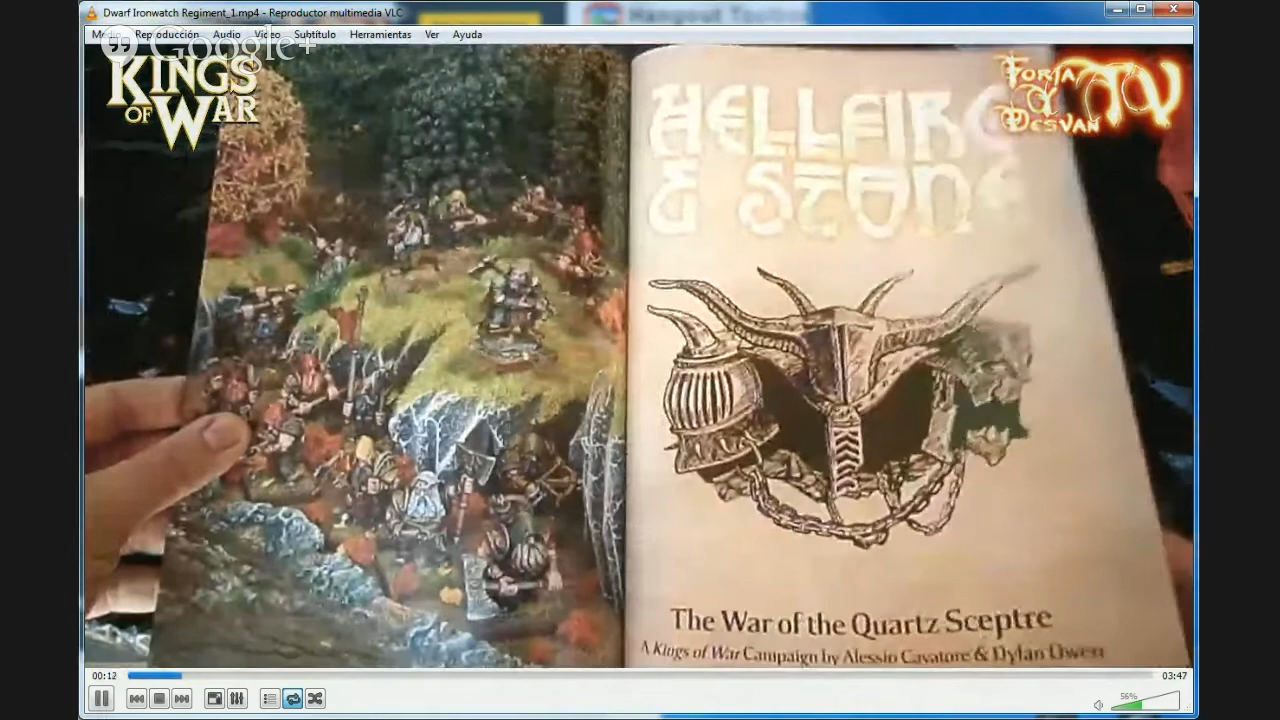 Dwarf Ironwatch Regiment_1.mp4 - Reproductor multimedia VLC
Medio Reproducción Audio Vídeo Subtítulo Herramientas Ver Ayuda
Google+
KINGS
OF WAR
FORJA
Y
DESVAN
TV
HELLFIRE
& STONE
The War of the Quartz Sceptre
A Kings of War Campaign by Alessio Cavatore & Dylan Owen
00:12
03:47
56%